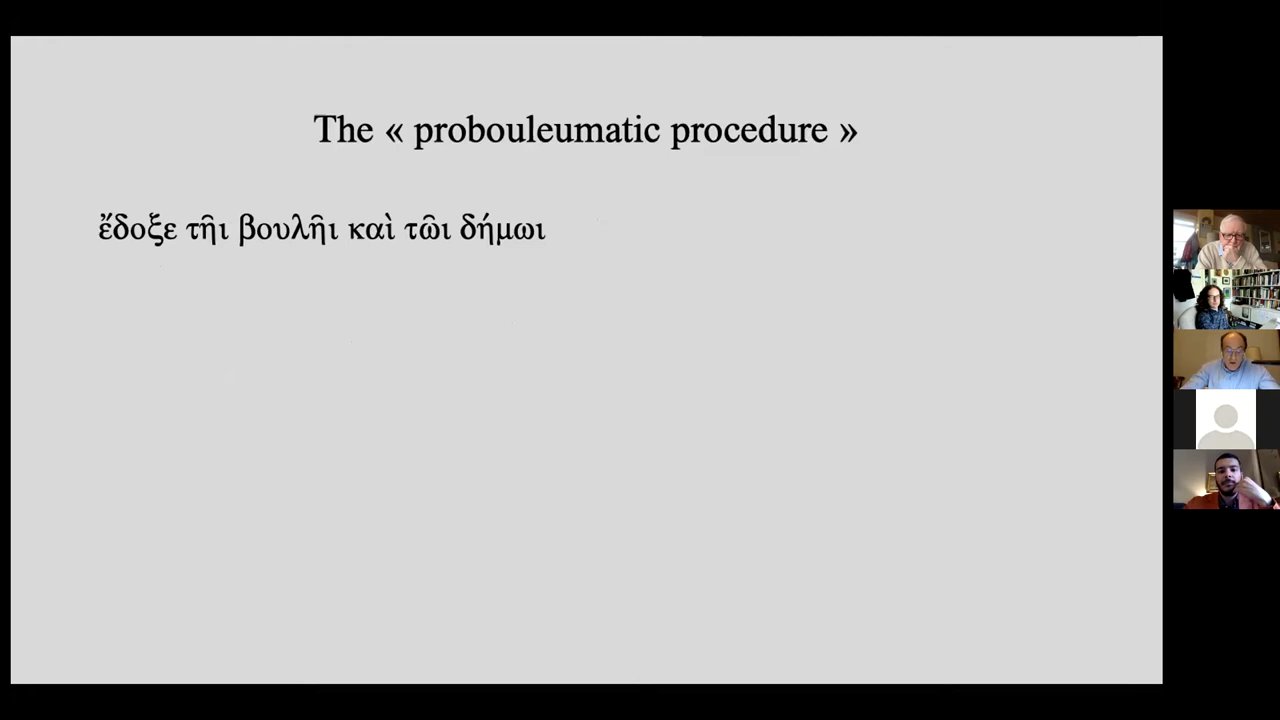 The « probouleumatic procedure »
ἔδοξε τῆι βουλῆι καὶ τῶι δήμωι